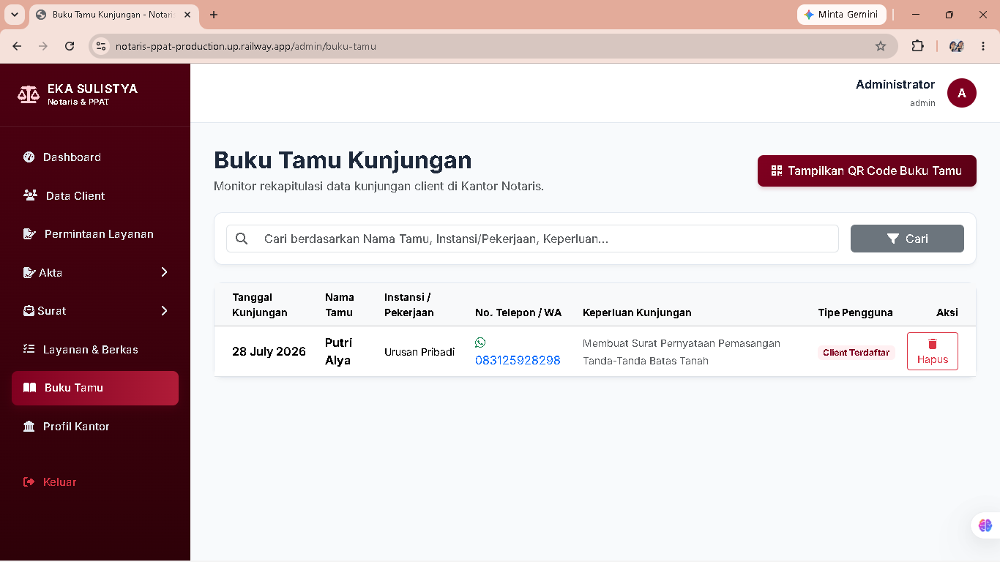 Buku Tamu Kunjungan - Notaris
Minta Gemini
notaris-ppat-production.up.railway.app/admin/buku-tamu
EKA SULISTYA
Notaris & PPAT
Dashboard
Data Client
Permintaan Layanan
Akta
Surat
Layanan & Berkas
Buku Tamu
Profil Kantor
Keluar
Administrator
admin
A
Buku Tamu Kunjungan
Monitor rekapitulasi data kunjungan client di Kantor Notaris.
Tampilkan QR Code Buku Tamu
Cari berdasarkan Nama Tamu, Instansi/Pekerjaan, Keperluan...
Cari
Tanggal Kunjungan
Nama Tamu
Instansi / Pekerjaan
No. Telepon / WA
Keperluan Kunjungan
Tipe Pengguna
Aksi
28 July 2026
Putri Alya
Urusan Pribadi
083125928298
Membuat Surat Pernyataan Pemasangan
Tanda-Tanda Batas Tanah
Client Terdaftar
Hapus